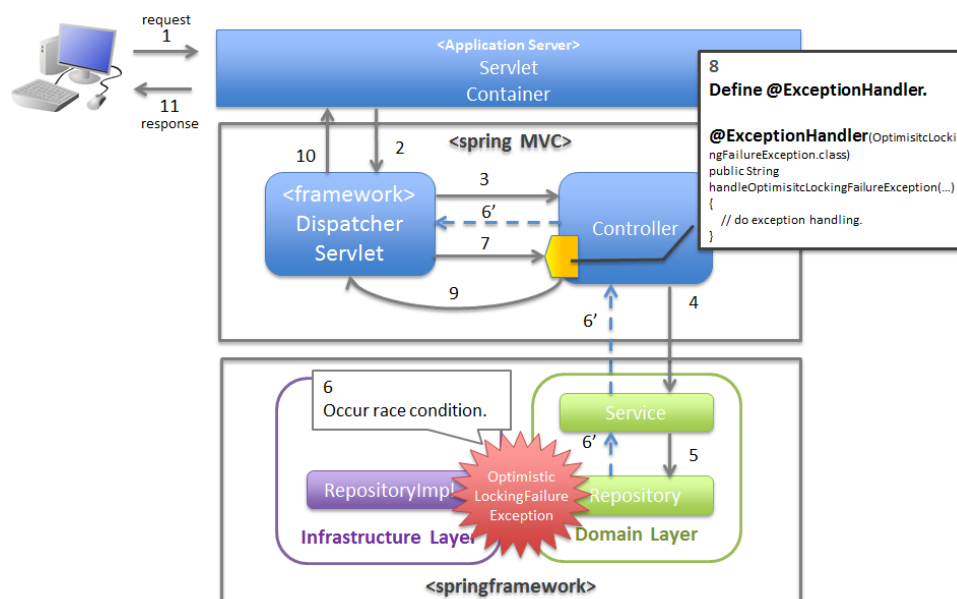 request
1
11
response
<Application Server>
Servlet
Container
8
Define @ExceptionHandler.
@ExceptionHandler(OptimisitcLocki
ngFailureException.class)
public String
handleOptimisitcLockingFailureException(...)
{
// do exception handling.
}
10
2
<spring MVC>
<framework>
Dispatcher
Servlet
3
6’
7
9
Controller
6’
4
6
Occur race condition.
Service
6’
5
Optimistic
LockingFailure
Exception
RepositoryImpl
Repository
Infrastructure Layer
Domain Layer
<springframework>